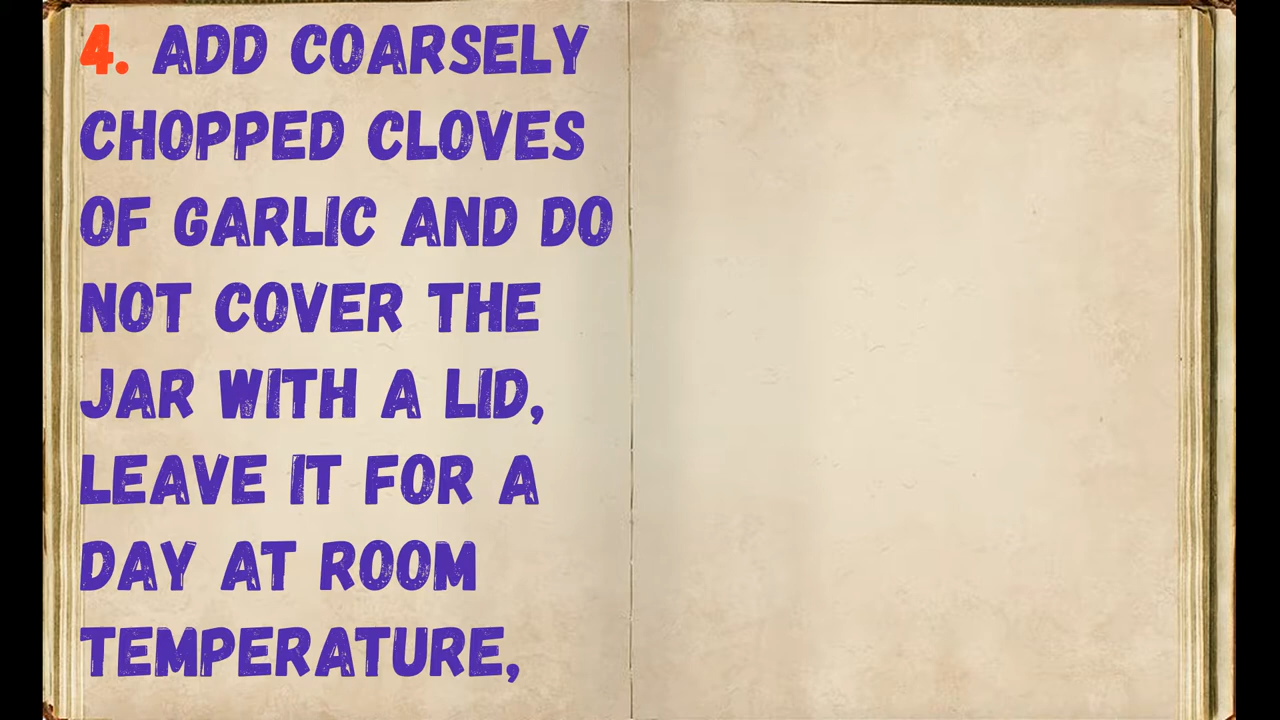 4. ADD COARSELY
CHOPPED CLOVES
OF GARLIC AND DO
NOT COVER THE
JAR WITH A LID,
LEAVE IT FOR A
DAY AT ROOM
TEMPERATURE,